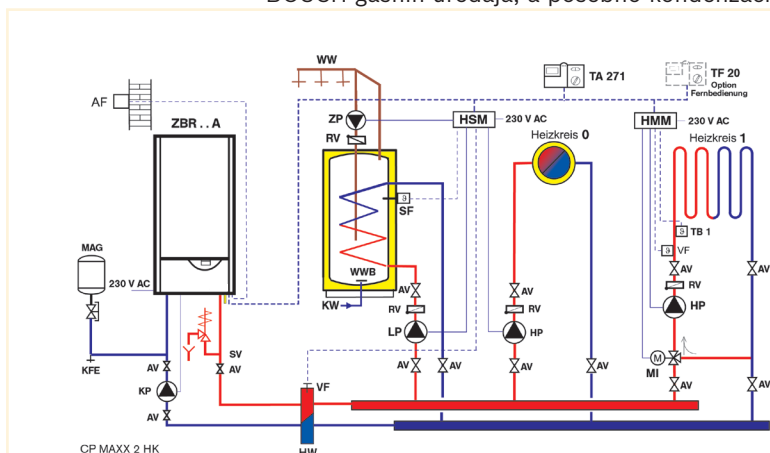 BOSCH gasnih uređaja, a posebno kondenzac
WW
TA 271
TF 20
Option
Fernbedienung
AF
ZBR . . A
ZP
HSM
230 V AC
HMM
230 V AC
RV
Heizkreis 0
Heizkreis 1
SF
TB 1
MAG
VF
WWB
230 V AC
AV
AV
AV
AV
KW
RV
RV
RV
LP
HP
HP
SV
MI
KFE
AV
AV
AV
AV
AV
AV
AV
KP
VF
AV
CP MAXX 2 HK
HW